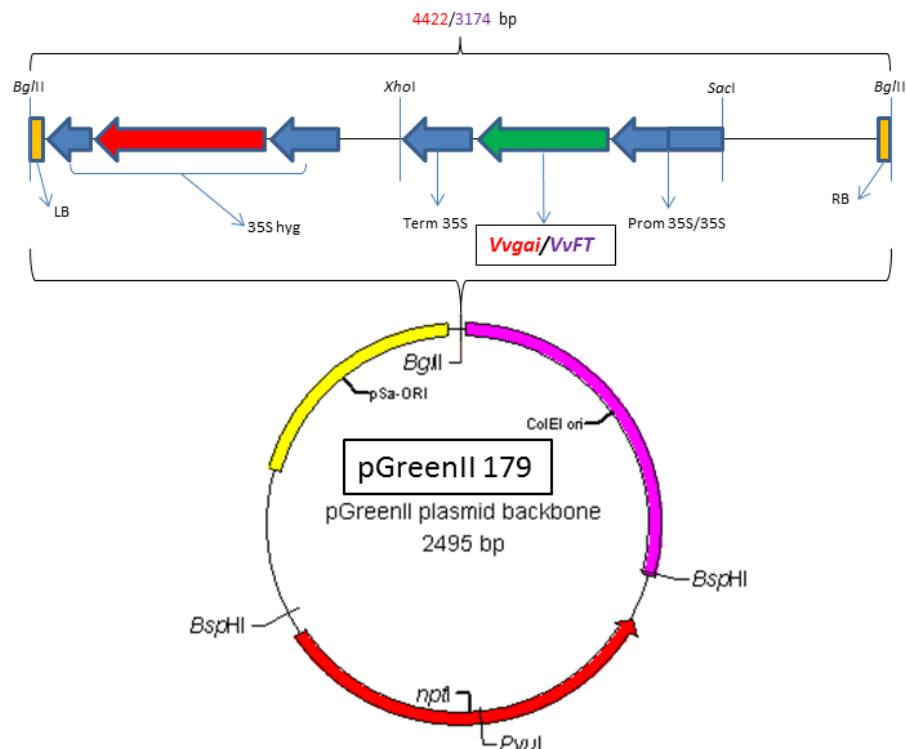 4422/3174 bp
BglII XhoI SacI BglII
LB
35S hyg
Term 35S
Prom 35S/35S
RB
Vvgai/VvFT
BglII
pSa-ORI
ColEI ori
pGreenII 179
pGreenII plasmid backbone
2495 bp
BspHI
BspHI
nptI
PvuI